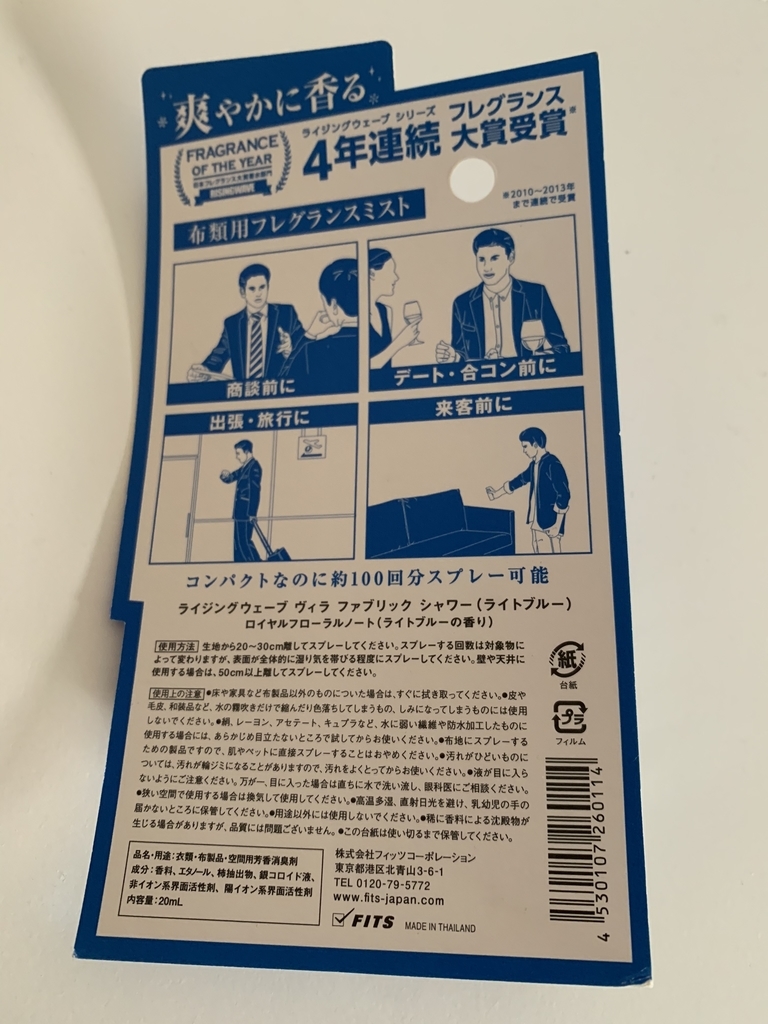 爽やかに香る
FRAGRANCE
OF THE YEAR
日本フレグランス大賞
RISINGWAVE
ライジングウェーブ シリーズ フレグランス
4年連続 大賞受賞※
※2010〜2013年
まで連続で受賞
布類用フレグランスミスト
商談前に
デート・合コン前に
出張・旅行に
来客前に
コンパクトなのに約100回分スプレー可能
ライジングウェーブ ヴィラ ファブリック シャワー(ライトブルー)
ロイヤルフローラルノート(ライトブルーの香り)
使用方法 生地から20〜30cm離してスプレーしてください。スプレーする回数は対象物に
よって変わりますが、表面が全体的に湿り気を帯びる程度にスプレーしてください。壁や天井に
使用する場合は、50cm以上離してスプレーしてください。
使用上の注意 ●床や家具など布製品以外のものについた場合は、すぐに拭き取ってください。●皮や
毛皮、和装品など、水の霧吹きだけで縮んだり色落ちしてしまうもの、しみになってしまうものには使用
しないでください。●絹、レーヨン、アセテート、キュプラなど、水に弱い繊維や防水加工したものに
使用する場合には、あらかじめ目立たないところで試してからお使いください。●布地にスプレーする
ための製品ですので、肌やペットに直接スプレーすることはおやめください。●汚れがひどいものに
ついては、汚れが輪ジミになることがありますので、汚れをよくとってからお使いください。●液が目に入ら
ないようにご注意ください。万が一、目に入った場合は直ちに水で洗い流し、眼科医にご相談ください。
●狭い空間で使用する場合は換気して使用してください。●高温多湿、直射日光を避け、乳幼児の手の
届かないところに保管してください。●用途以外には使用しないでください。●稀に香料による沈殿物が
生じる場合がありますが、品質には問題ございません。●この台紙は使い切るまで保管してください。
紙
台紙
プラ
フィルム
品名・用途:衣類・布製品・空間用芳香消臭剤
成分:香料、エタノール、柿抽出物、銀コロイド液、
非イオン系界面活性剤、陽イオン系界面活性剤
内容量:20mL
株式会社フィッツコーポレーション
東京都港区北青山3-6-1
TEL 0120-79-5772
www.fits-japan.com
FITS MADE IN THAILAND
4 530107 260114